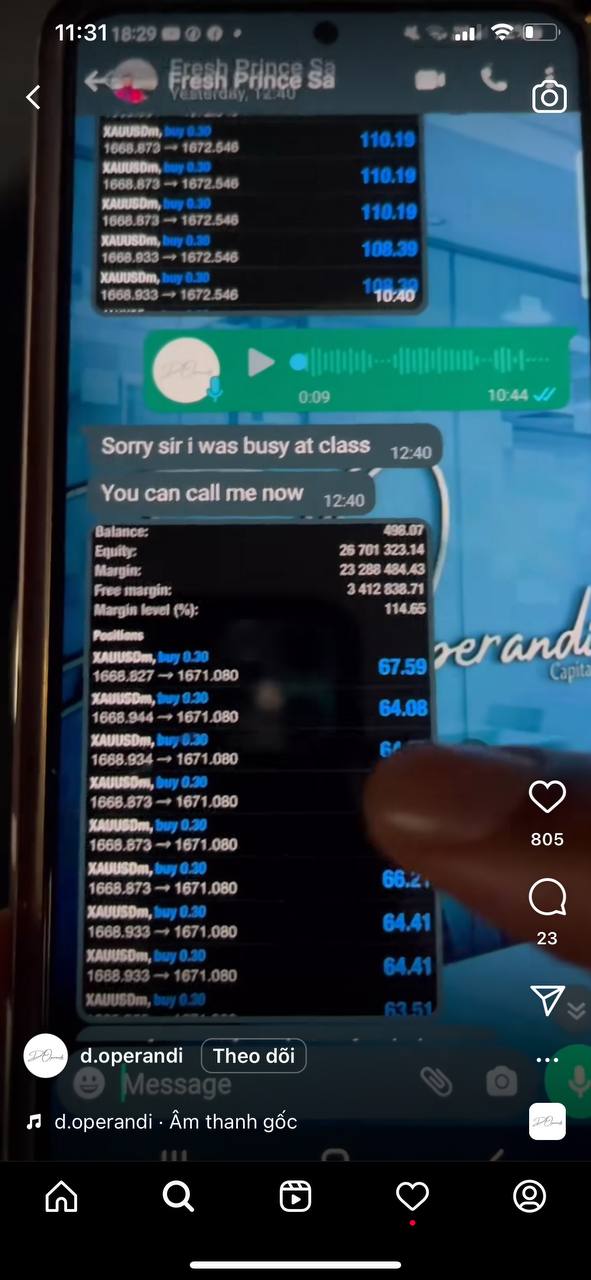 11:31 18:29
Fresh Prince Sa
Yesterday, 12:40
XAUUSDm, buy 0.30
1668.873 → 1672.546 110.19
XAUUSDm, buy 0.30
1668.873 → 1672.546 110.19
XAUUSDm, buy 0.30
1668.873 → 1672.546 110.19
XAUUSDm, buy 0.30
1668.933 → 1672.546 108.39
XAUUSDm, buy 0.30
1668.933 → 1672.546 108.39
10:40
0:09 10:44
Sorry sir i was busy at class 12:40
You can call me now 12:40
Balance: 498.07
Equity: 26 701 323.14
Margin: 23 288 484.43
Free margin: 3 412 838.71
Margin level (%): 114.65
Positions
XAUUSDm, buy 0.30
1668.827 → 1671.080 67.59
XAUUSDm, buy 0.30
1668.944 → 1671.080 64.08
XAUUSDm, buy 0.30
1668.934 → 1671.080
XAUUSDm, buy 0.30
1668.873 → 1671.080
XAUUSDm, buy 0.30
1668.873 → 1671.080
XAUUSDm, buy 0.30
1668.873 → 1671.080 66.21
XAUUSDm, buy 0.30
1668.933 → 1671.080 64.41
XAUUSDm, buy 0.30
1668.933 → 1671.080 64.41
XAUUSDm, buy 0.30
63.51
perandi
Capita
805
23
d.operandi Theo dõi
Message
d.operandi · Âm thanh gốc